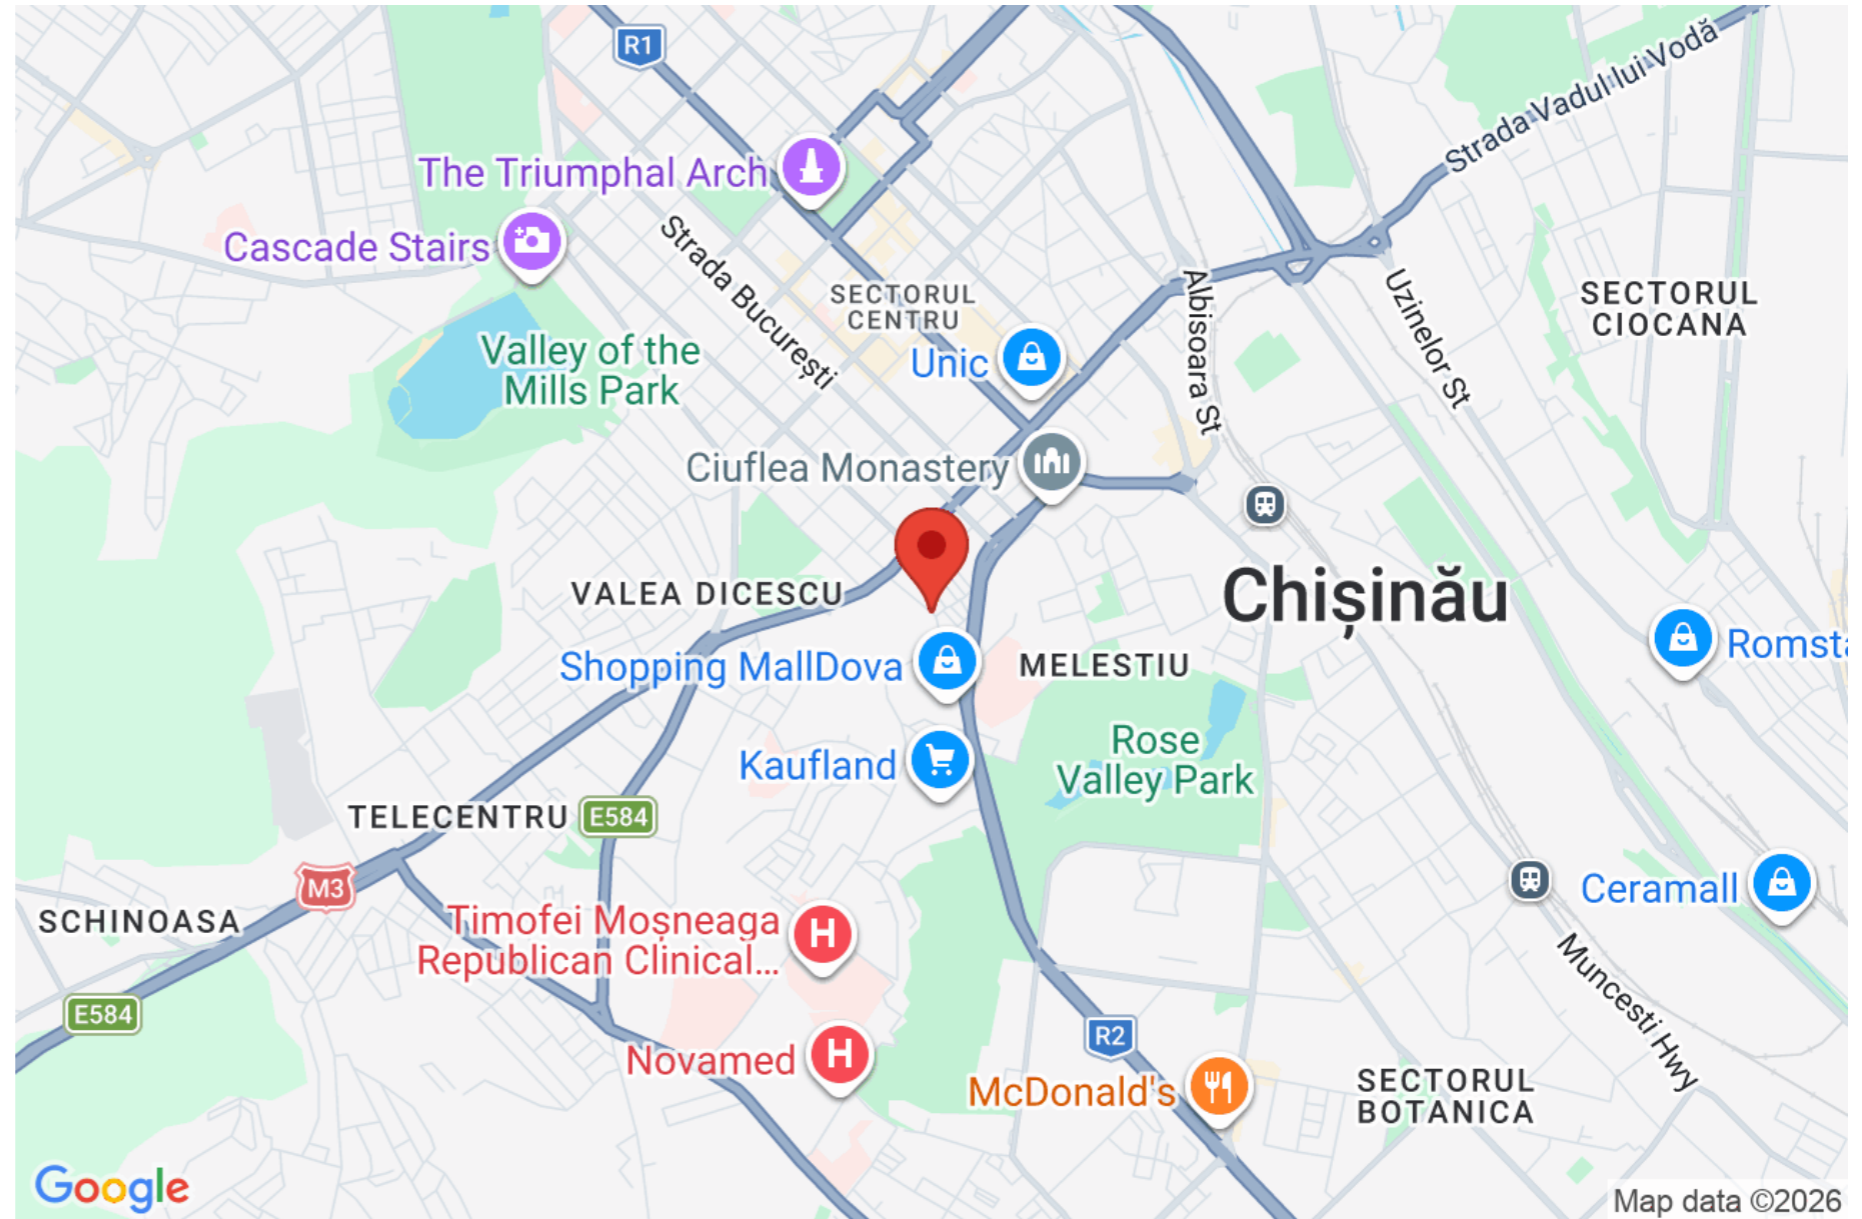 R1
Strada Vadul lui Vodă
The Triumphal Arch
Cascade Stairs
Strada București
SECTORUL
CENTRU
Albisoara St
Uzinelor St
SECTORUL
CIOCANA
Valley of the
Mills Park
Unic
Ciuflea Monastery
VALEA DICESCU
Chișinău
Shopping MallDova
MELESTIU
Romsta
Rose
Valley Park
Kaufland
TELECENTRU
E584
M3
Ceramall
SCHINOASA
Timofei Moșneaga
Republican Clinical...
Muncesti Hwy
E584
R2
Novamed
McDonald's
SECTORUL
BOTANICA
Google
Map data ©2026